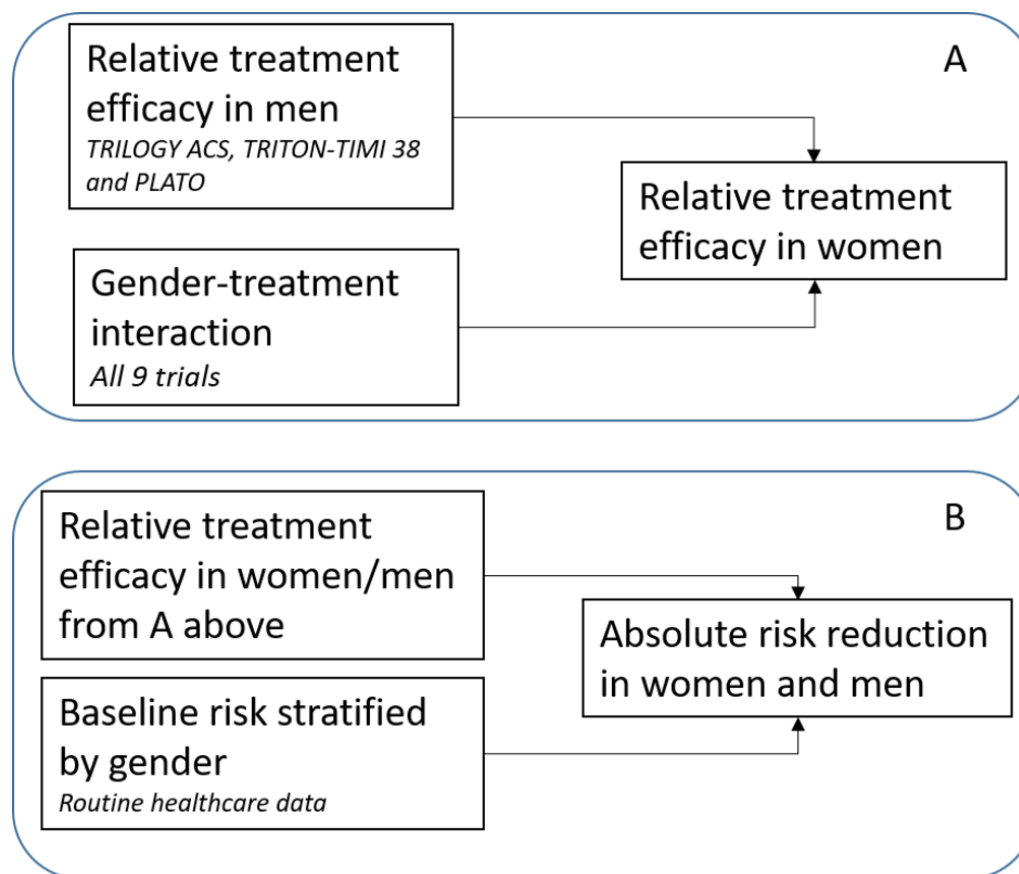 A
Relative treatment
efficacy in men
TRILOGY ACS, TRITON-TIMI 38
and PLATO
Relative treatment
efficacy in women
Gender-treatment
interaction
All 9 trials
B
Relative treatment
efficacy in women/men
from A above
Absolute risk reduction
in women and men
Baseline risk stratified
by gender
Routine healthcare data